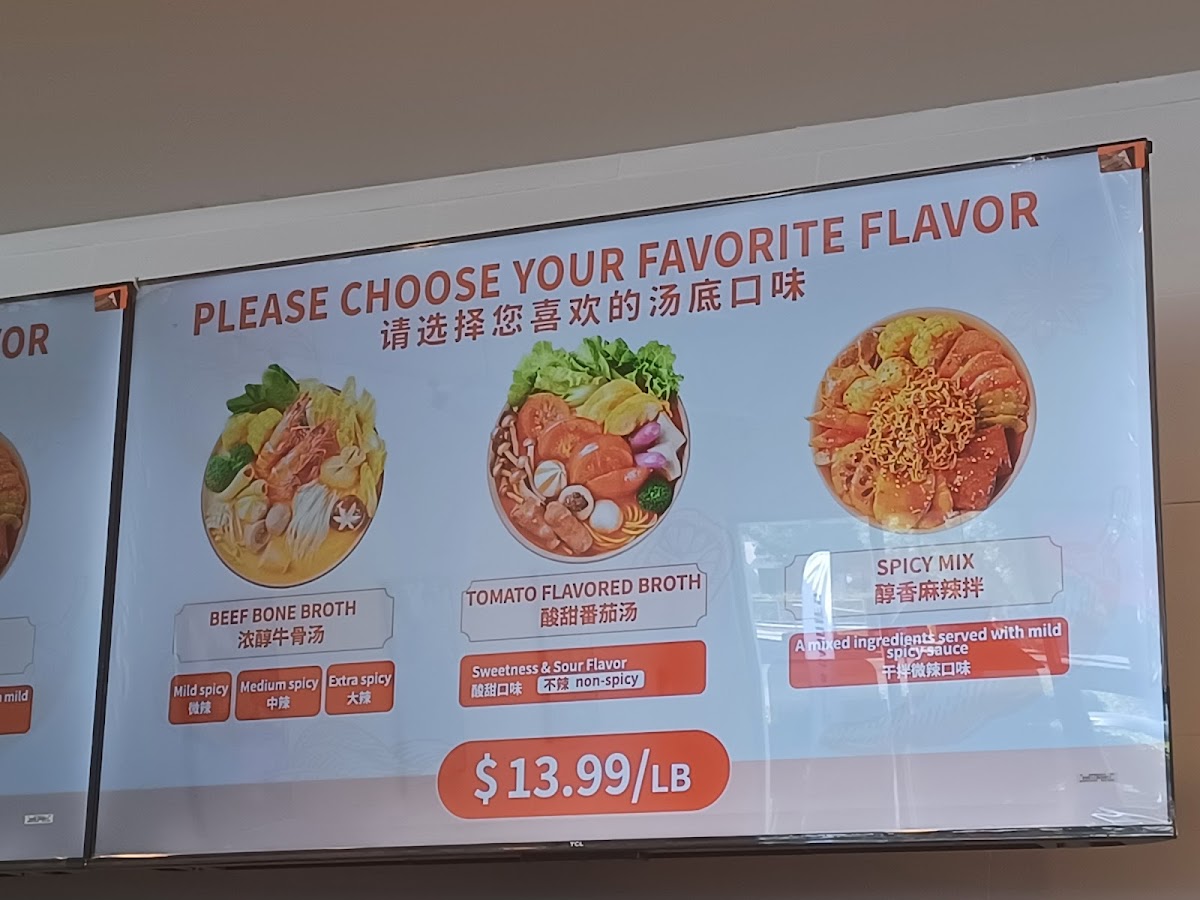 OR
PLEASE CHOOSE YOUR FAVORITE FLAVOR
请选择您喜欢的汤底口味
BEEF BONE BROTH
浓醇牛骨汤
Mild spicy
微辣
Medium spicy
中辣
Extra spicy
大辣
TOMATO FLAVORED BROTH
酸甜番茄汤
Sweetness & Sour Flavor
酸甜口味 不辣 non-spicy
SPICY MIX
醇香麻辣拌
A mixed ingredients served with mild
spicy sauce
干拌微辣口味
mild
$13.99/LB
TCL